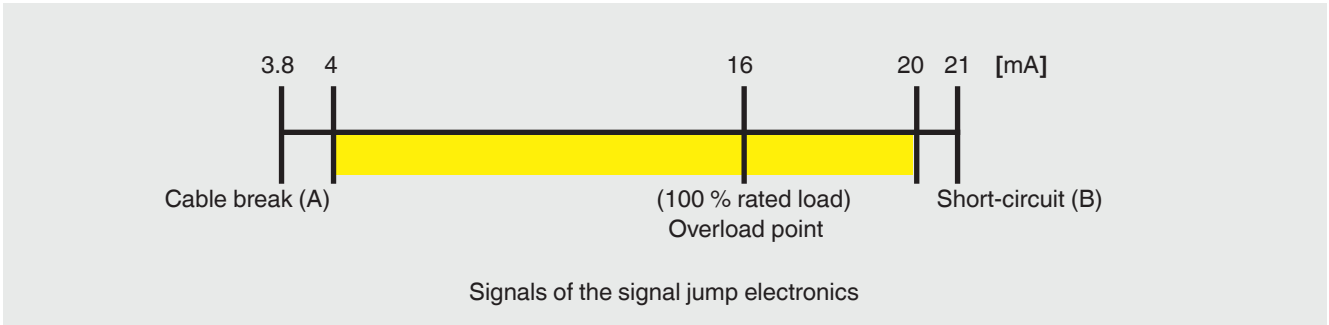 3.8 4 16 20 21 [mA]
Cable break (A) (100 % rated load) Short-circuit (B)
Overload point
Signals of the signal jump electronics